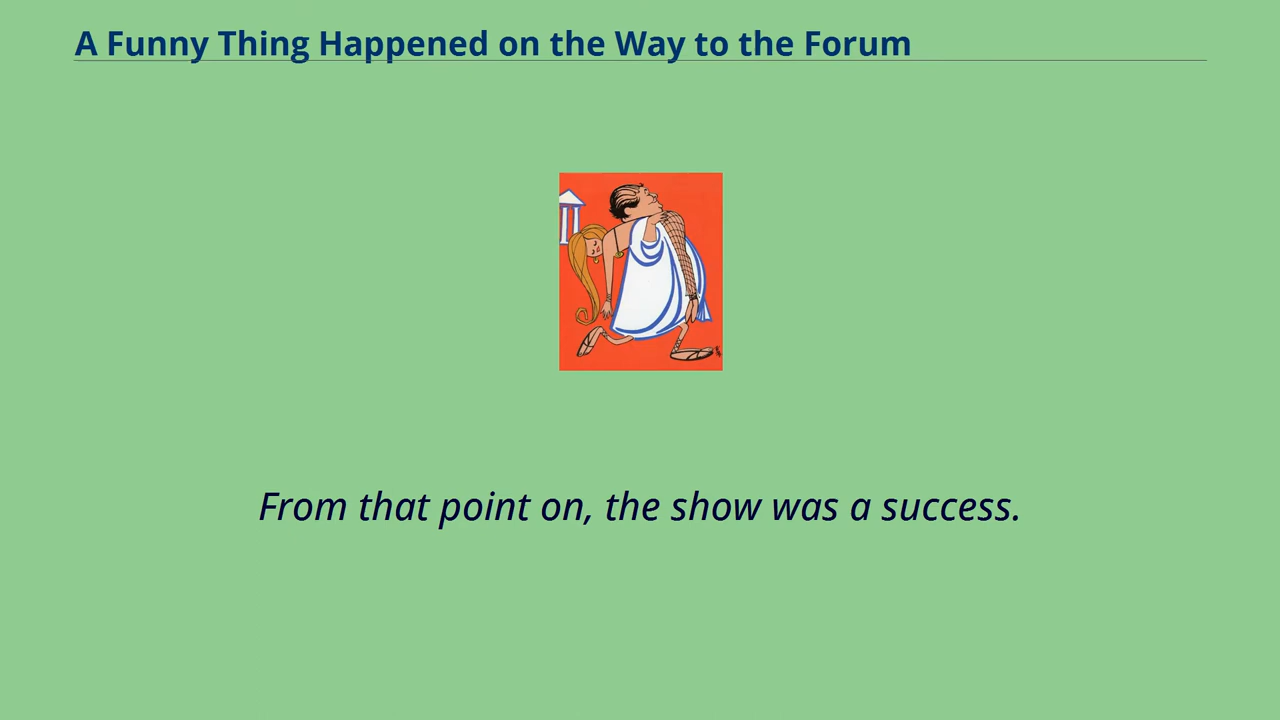 A Funny Thing Happened on the Way to the Forum
From that point on, the show was a success.